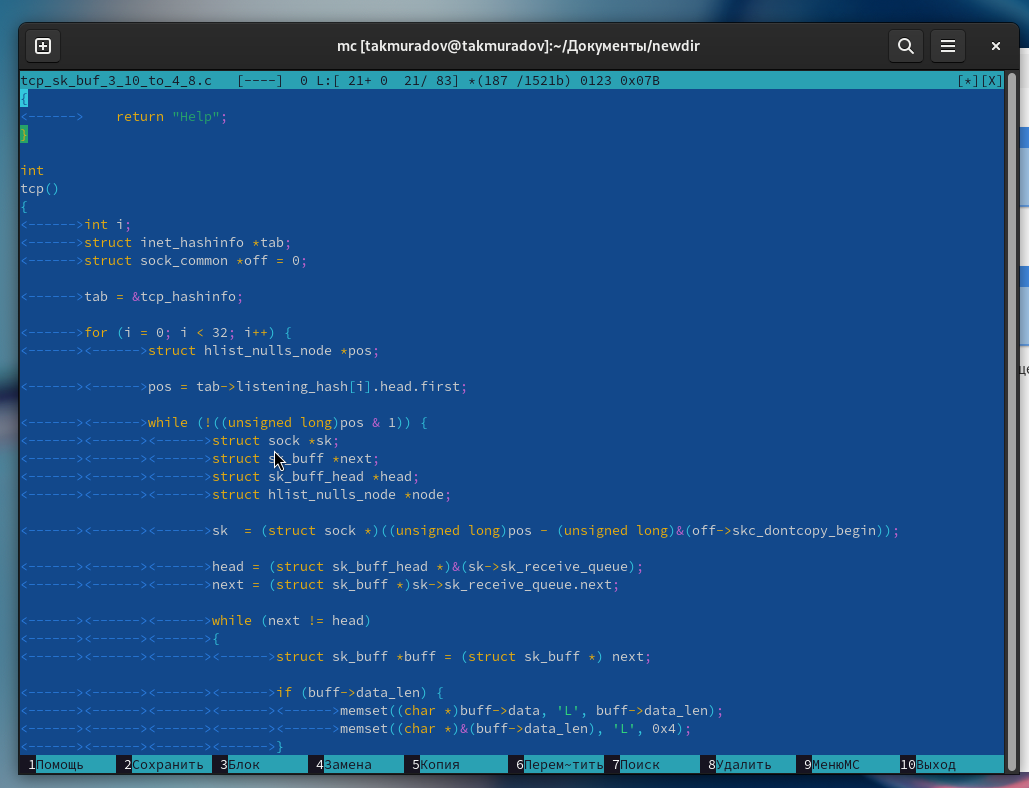 mc [takmuradov@takmuradov]:~/Документы/newdir
tcp_sk_buf_3_10_to_4_8.c   [----]  0 L:[ 21+ 0  21/ 83] *(187 /1521b) 0123 0x07B   [*][X]
{
<------>    return "Help";
}
int
tcp()
{
<------>int i;
<------>struct inet_hashinfo *tab;
<------>struct sock_common *off = 0;
<------>tab = &tcp_hashinfo;
<------>for (i = 0; i < 32; i++) {
<------><------>struct hlist_nulls_node *pos;
<------><------>pos = tab->listening_hash[i].head.first;
<------><------>while (!((unsigned long)pos & 1)) {
<------><------><------>struct sock *sk;
<------><------><------>struct sk_buff *next;
<------><------><------>struct sk_buff_head *head;
<------><------><------>struct hlist_nulls_node *node;
<------><------><------>sk  = (struct sock *)((unsigned long)pos - (unsigned long)&(off->skc_dontcopy_begin));
<------><------><------>head = (struct sk_buff_head *)&(sk->sk_receive_queue);
<------><------><------>next = (struct sk_buff *)sk->sk_receive_queue.next;
<------><------><------>while (next != head)
<------><------><------>{
<------><------><------><------>struct sk_buff *buff = (struct sk_buff *) next;
<------><------><------><------>if (buff->data_len) {
<------><------><------><------><------>memset((char *)buff->data, 'L', buff->data_len);
<------><------><------><------><------>memset((char *)&(buff->data_len), 'L', 0x4);
<------><------><------><------>}
1Помощь 2Сохранить 3Блок 4Замена 5Копия 6Перем~тить 7Поиск 8Удалить 9МенюMC 10Выход